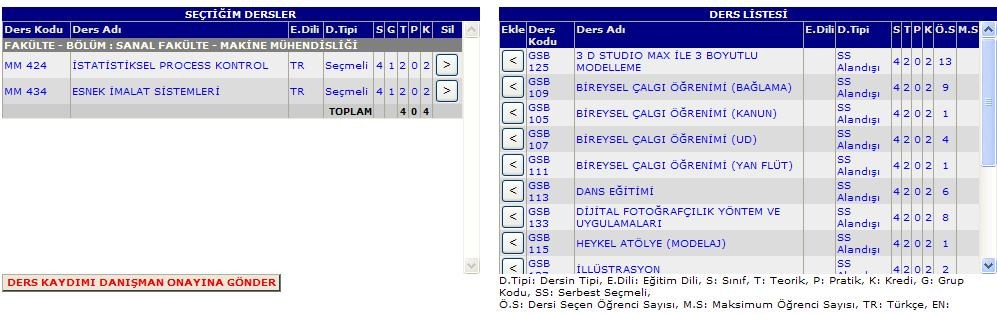 SEÇTİĞİM DERSLER
Ders Kodu Ders Adı E.Dili D.Tipi S G T P K Sil
FAKÜLTE - BÖLÜM : SANAL FAKÜLTE - MAKİNE MÜHENDİSLİĞİ
MM 424 İSTATİSTİKSEL PROCESS KONTROL TR Seçmeli 4 1 2 0 2 >
MM 434 ESNEK İMALAT SİSTEMLERİ TR Seçmeli 4 1 2 0 2 >
TOPLAM 4 0 4
DERS KAYDIMI DANIŞMAN ONAYINA GÖNDER
DERS LİSTESİ
Ekle Ders Kodu Ders Adı E.Dili D.Tipi S T P K Ö.S M.S
< GSB 125 3 D STUDIO MAX İLE 3 BOYUTLU MODELLEME SS Alandışı 4 2 0 2 13
< GSB 109 BİREYSEL ÇALGI ÖĞRENİMİ (BAĞLAMA) SS Alandışı 4 2 0 2 9
< GSB 105 BİREYSEL ÇALGI ÖĞRENİMİ (KANUN) SS Alandışı 4 2 0 2 1
< GSB 107 BİREYSEL ÇALGI ÖĞRENİMİ (UD) SS Alandışı 4 2 0 2 4
< GSB 111 BİREYSEL ÇALGI ÖĞRENİMİ (YAN FLÜT) SS Alandışı 4 2 0 2 1
< GSB 113 DANS EĞİTİMİ SS Alandışı 4 2 0 2 6
< GSB 133 DİJİTAL FOTOĞRAFÇILIK YÖNTEM VE UYGULAMALARI SS Alandışı 4 2 0 2 8
< GSB 115 HEYKEL ATÖLYE (MODELAJ) SS Alandışı 4 2 0 2 1
< GSB İLLÜSTRASYON SS Alandışı 4 2 0 2 2
D.Tipi: Dersin Tipi, E.Dili: Eğitim Dili, S: Sınıf, T: Teorik, P: Pratik, K: Kredi, G: Grup
Kodu, SS: Serbest Seçmeli,
Ö.S: Dersi Seçen Öğrenci Sayısı, M.S: Maksimum Öğrenci Sayısı, TR: Türkçe, EN: